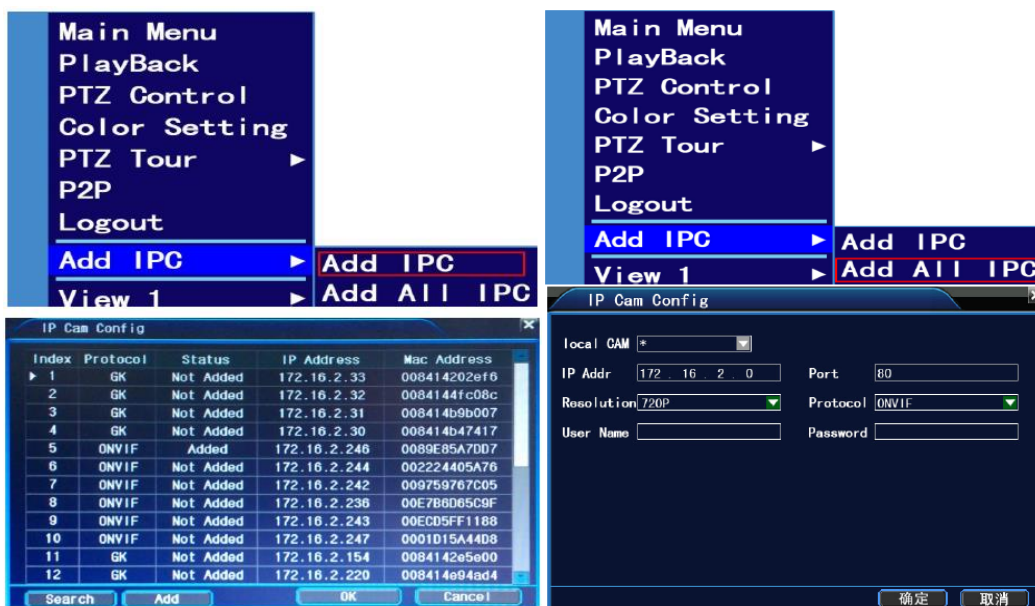 Main Menu
PlayBack
PTZ Control
Color Setting
PTZ Tour
P2P
Logout
Add IPC
View 1
Add IPC
Add All IPC
Main Menu
PlayBack
PTZ Control
Color Setting
PTZ Tour
P2P
Logout
Add IPC
View 1
Add IPC
Add All IPC
IP Cam Config
Index Protocol Status IP Address Mac Address
1 GK Not Added 172.16.2.33 008414202ef6
2 GK Not Added 172.16.2.32 0084144fc08c
3 GK Not Added 172.16.2.31 008414b9b007
4 GK Not Added 172.16.2.30 008414b47417
5 ONVIF Added 172.16.2.246 0089E85A7DD7
6 ONVIF Not Added 172.16.2.244 002224405A76
7 ONVIF Not Added 172.16.2.242 009759767C05
8 ONVIF Not Added 172.16.2.236 00E7B6D65C9F
9 ONVIF Not Added 172.16.2.243 00ECD5FF1188
10 ONVIF Not Added 172.16.2.247 0001D15A44D8
11 GK Not Added 172.16.2.154 0084142e5e00
12 GK Not Added 172.16.2.220 008414e94ad4
Search Add OK Cancel
IP Cam Config
local CAM *
IP Addr 172 . 16 . 2 . 0 Port 80
Resolution 720P Protocol ONVIF
User Name Password
确定 取消